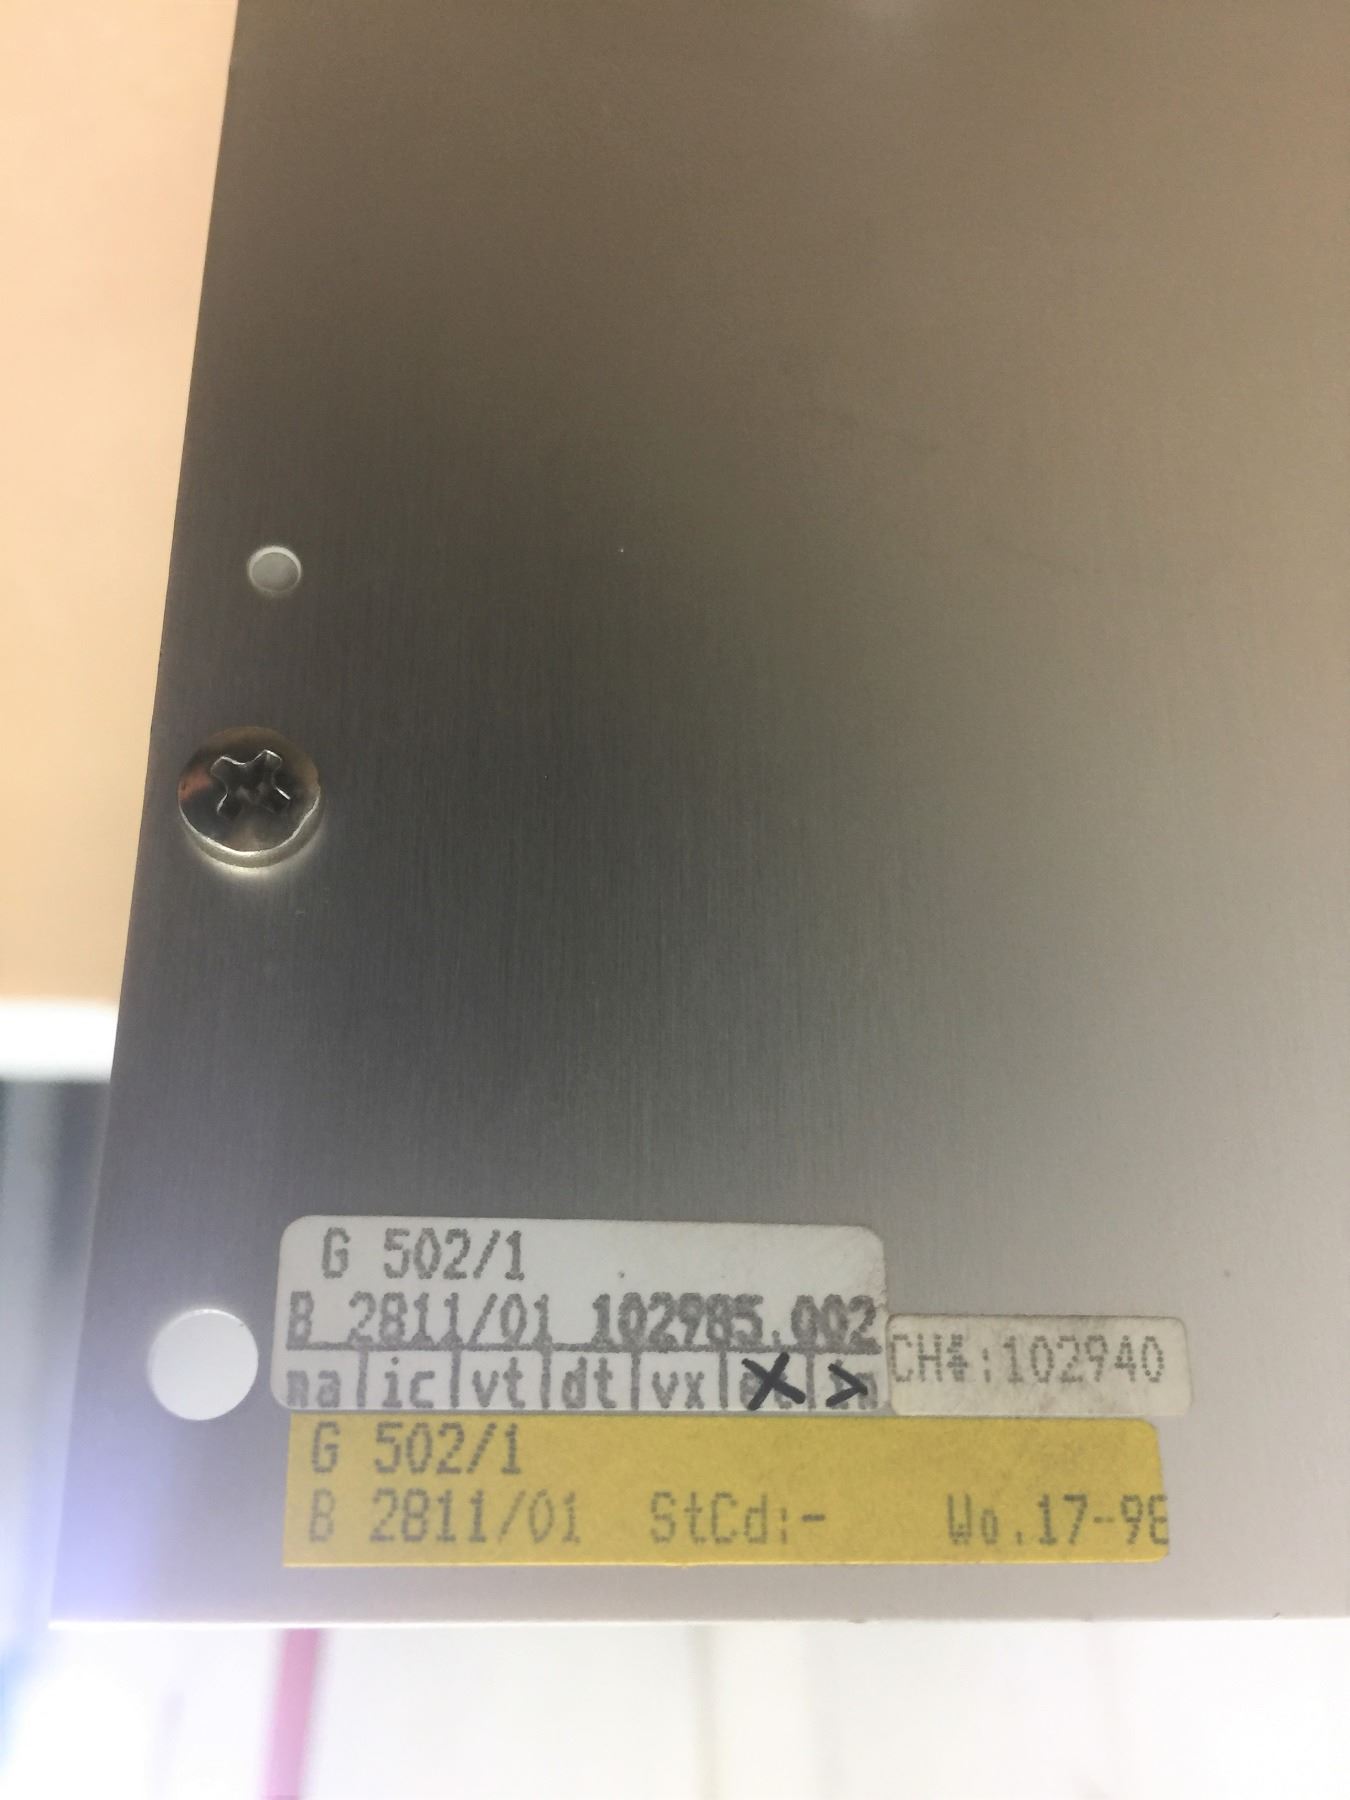 G 502/1
B 2811/01 102985.002
ma|ic|vt|dt|vx|
CH#:102940
G 502/1
B 2811/01 StCd:- Wo.17-98